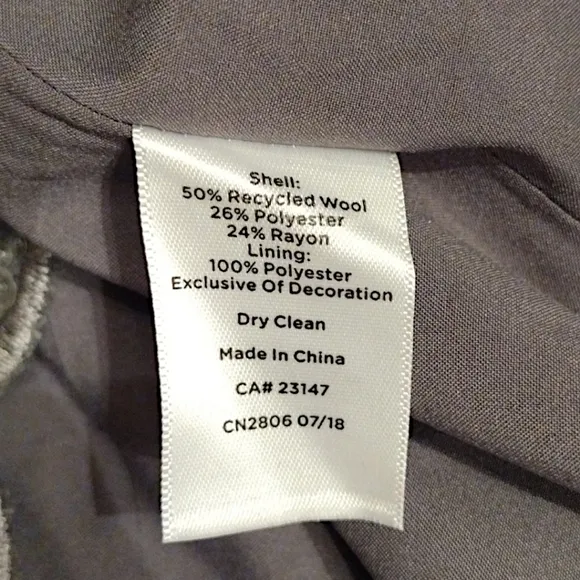 Shell:
50% Recycled Wool
26% Polyester
24% Rayon
Lining:
100% Polyester
Exclusive Of Decoration
Dry Clean
Made In China
CA# 23147
CN2806 07/18